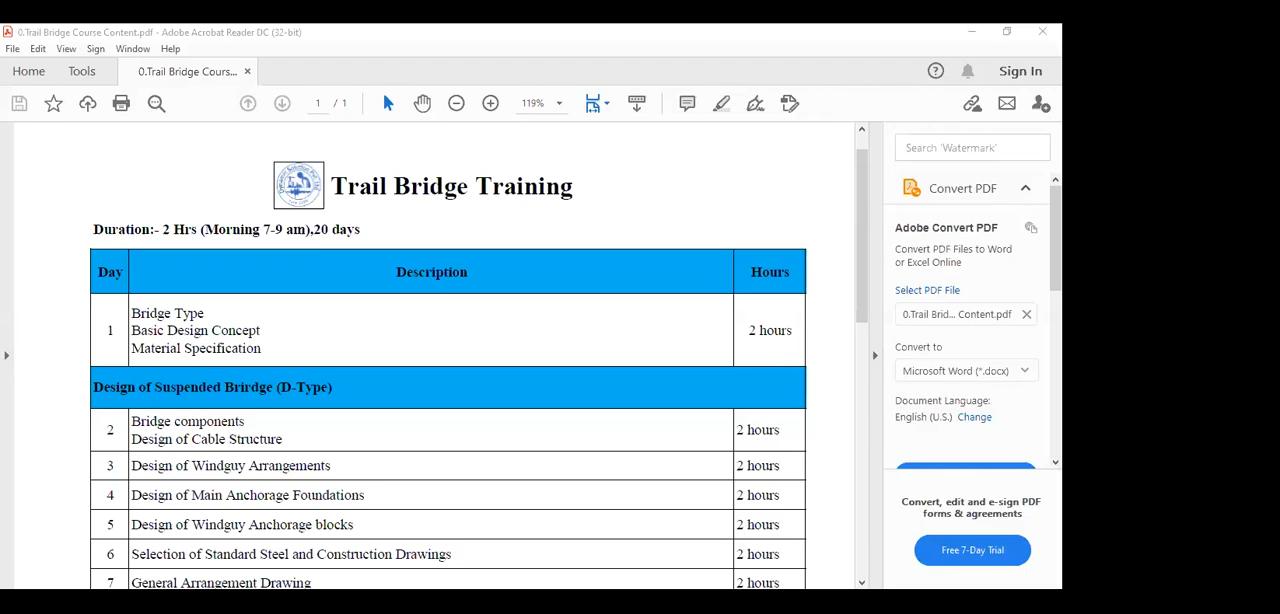 0.Trail Bridge Course Content.pdf - Adobe Acrobat Reader DC (32-bit)
File Edit View Sign Window Help
Home Tools 0.Trail Bridge Cours... ×
Sign In
1 / 1 119%
Search 'Watermark'
Convert PDF
Adobe Convert PDF
Convert PDF Files to Word
or Excel Online
Select PDF File
0.Trail Brid... Content.pdf
Convert to
Microsoft Word (*.docx)
Document Language:
English (U.S.) Change
Convert, edit and e-sign PDF
forms & agreements
Free 7-Day Trial
Trail Bridge Training
Duration:- 2 Hrs (Morning 7-9 am),20 days
Day Description Hours
Bridge Type
1 Basic Design Concept 2 hours
Material Specification
Design of Suspended Brirdge (D-Type)
2 Bridge components 2 hours
Design of Cable Structure
3 Design of Windguy Arrangements 2 hours
4 Design of Main Anchorage Foundations 2 hours
5 Design of Windguy Anchorage blocks 2 hours
6 Selection of Standard Steel and Construction Drawings 2 hours
7 General Arrangement Drawing 2 hours